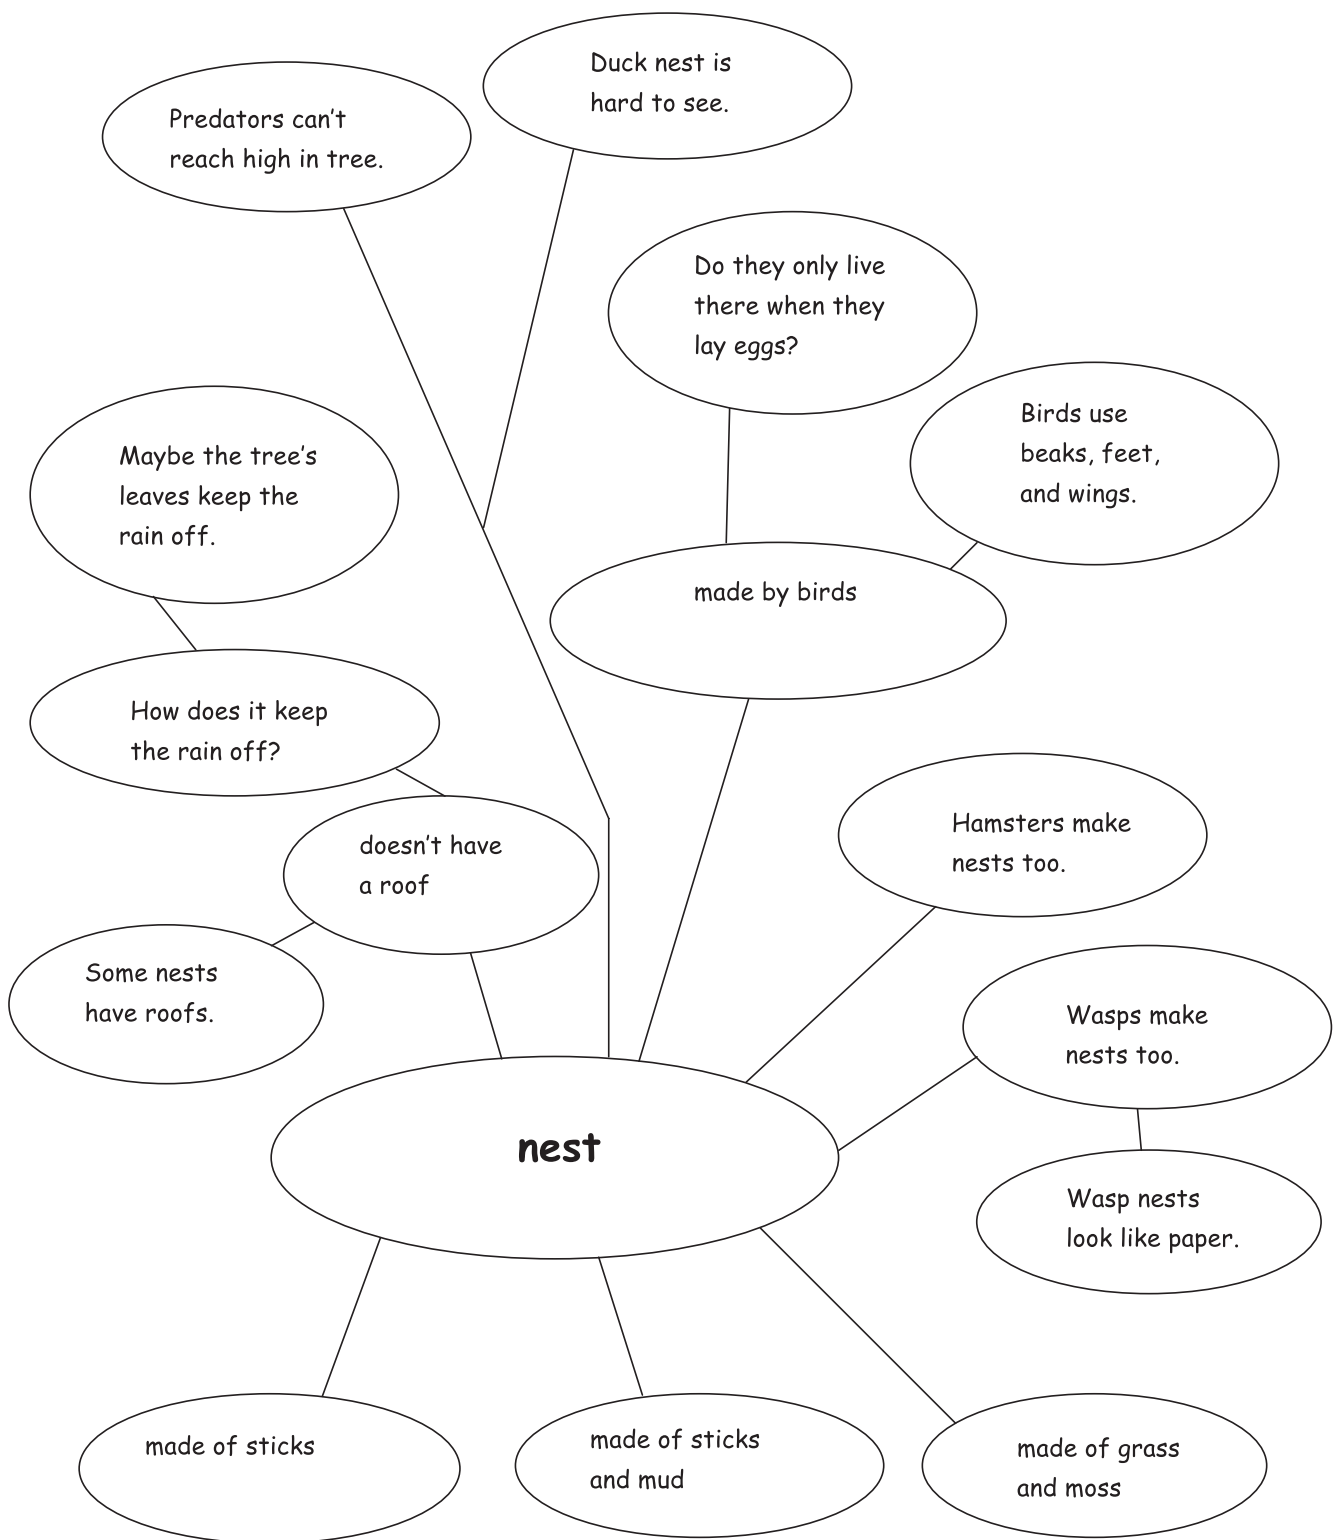 Duck nest is
hard to see.
Predators can't
reach high in tree.
Do they only live
there when they
lay eggs?
Birds use
beaks, feet,
and wings.
Maybe the tree's
leaves keep the
rain off.
made by birds
How does it keep
the rain off?
Hamsters make
nests too.
doesn't have
a roof
Some nests
have roofs.
Wasps make
nests too.
nest
Wasp nests
look like paper.
made of sticks
made of sticks
and mud
made of grass
and moss